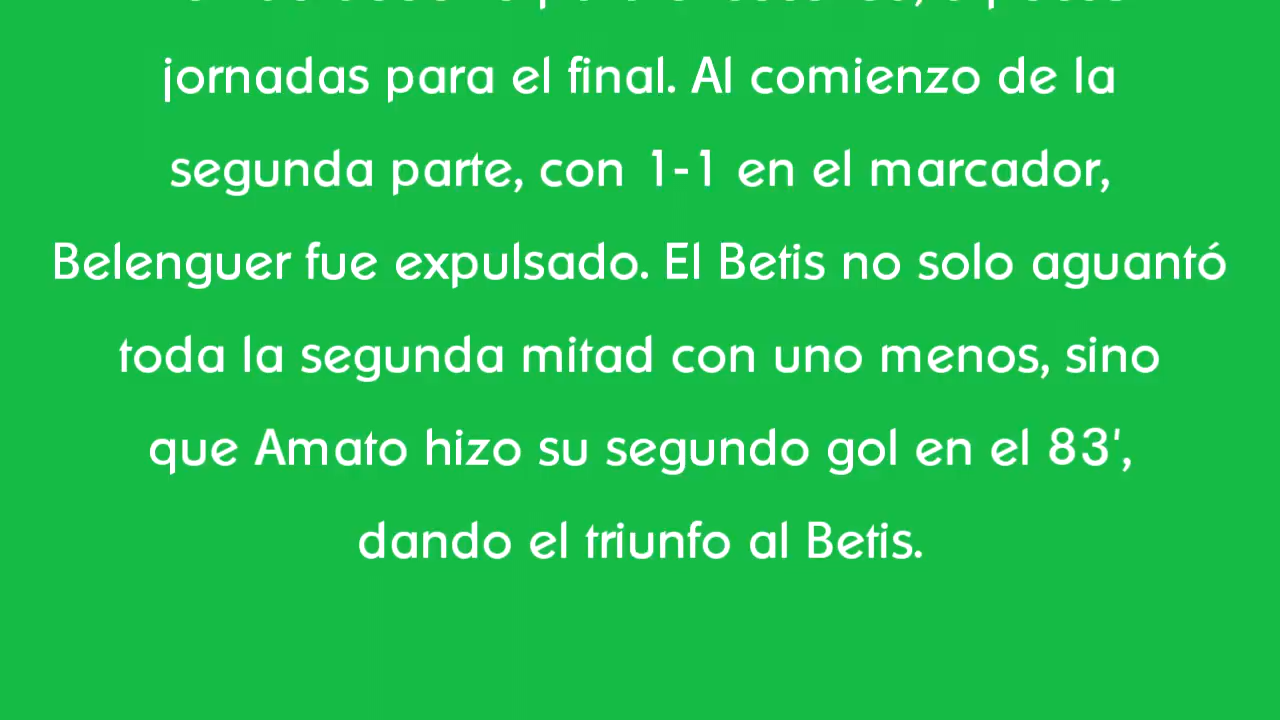 jornadas para el final. Al comienzo de la
segunda parte, con 1-1 en el marcador,
Belenguer fue expulsado. El Betis no solo aguantó
toda la segunda mitad con uno menos, sino
que Amato hizo su segundo gol en el 83',
dando el triunfo al Betis.